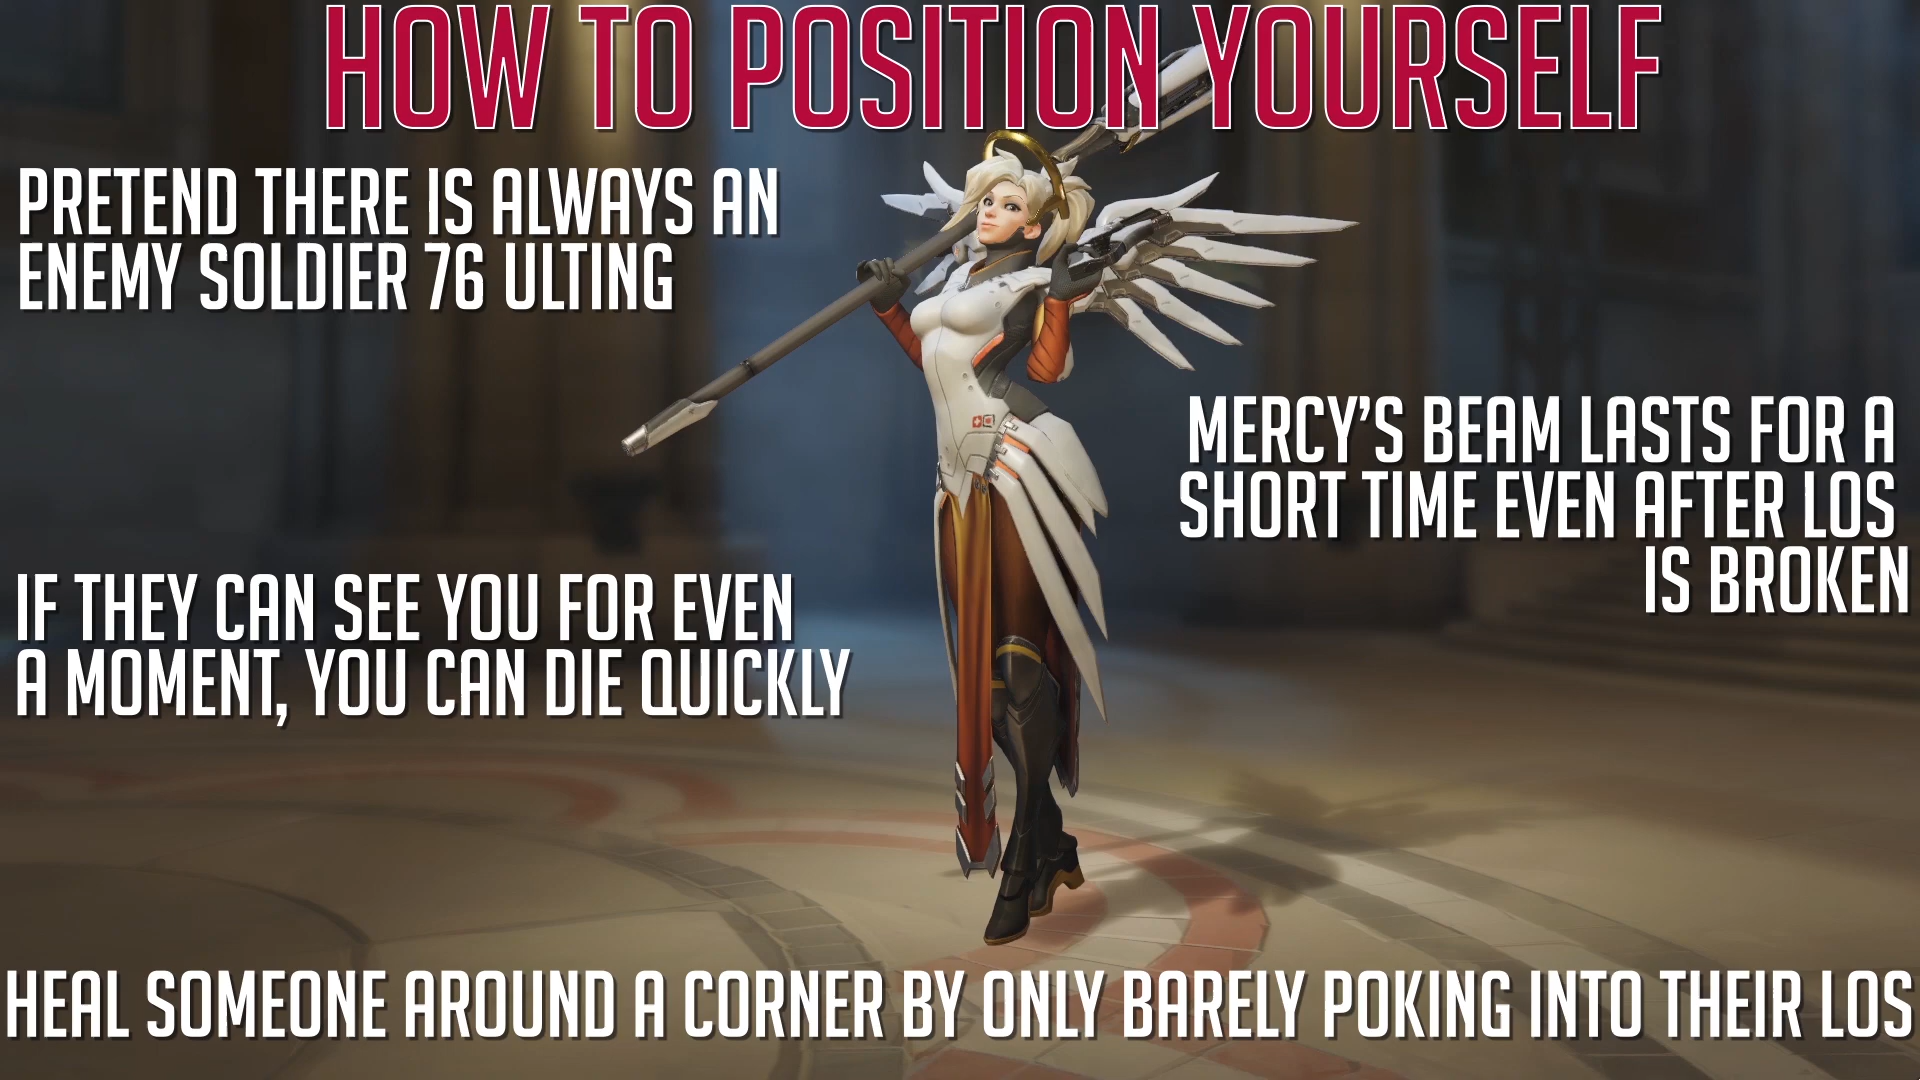 HOW TO POSITION YOURSELF
PRETEND THERE IS ALWAYS AN
ENEMY SOLDIER 76 ULTING
MERCY’S BEAM LASTS FOR A
SHORT TIME EVEN AFTER LOS
IS BROKEN
IF THEY CAN SEE YOU FOR EVEN
A MOMENT, YOU CAN DIE QUICKLY
HEAL SOMEONE AROUND A CORNER BY ONLY BARELY POKING INTO THEIR LOS